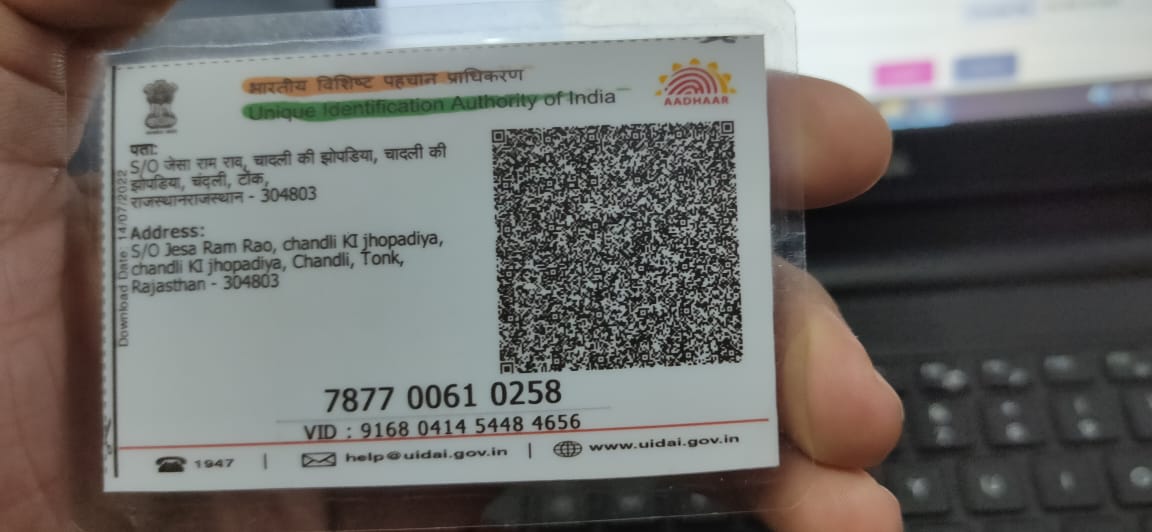 भारतीय विशिष्ट पहचान प्राधिकरण
Unique Identification Authority of India
AADHAAR
पता:
S/O जेसा राम राव, चादली की झोपडिया, चादली की
झोपडिया, चंदली, टोंक,
राजस्थानराजस्थान - 304803
Address:
S/O Jesa Ram Rao, chandli KI jhopadiya,
chandli KI jhopadiya, Chandli, Tonk,
Rajasthan - 304803
Download Date 14/07/2022
7877 0061 0258
VID : 9168 0414 5448 4656
1947 | help@uidai.gov.in | www.uidai.gov.in